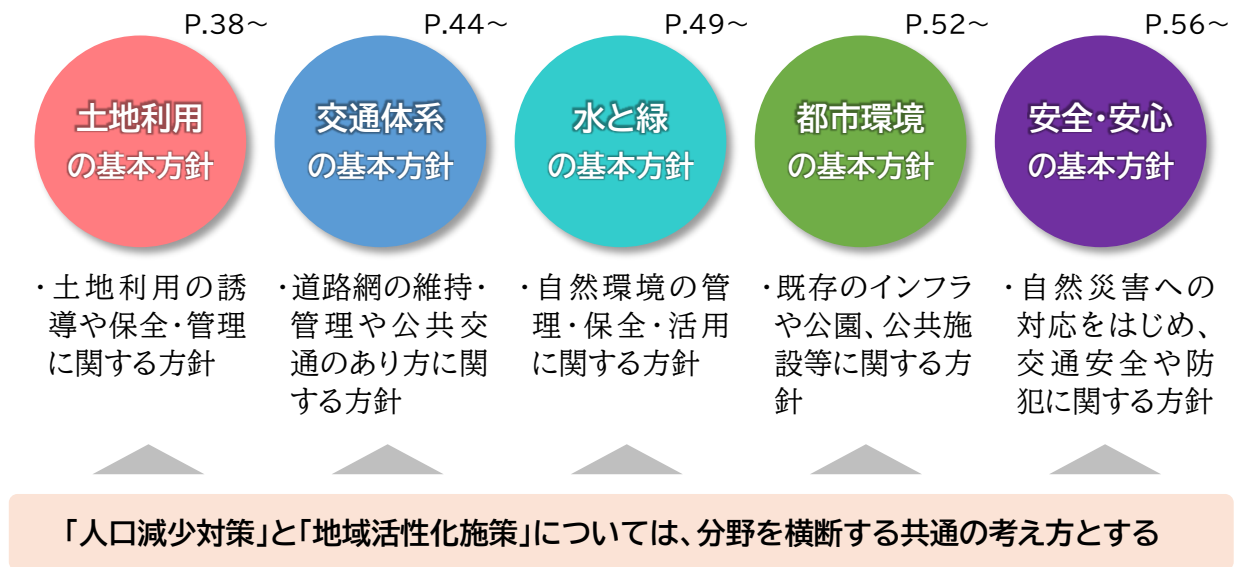 P.38～
土地利用
の基本方針
・土地利用の誘
導や保全・管理
に関する方針
P.44～
交通体系
の基本方針
・道路網の維持・
管理や公共交
通のあり方に関
する方針
P.49～
水と緑
の基本方針
・自然環境の管
理・保全・活用
に関する方針
P.52～
都市環境
の基本方針
・既存のインフラ
や公園、公共施
設等に関する方
針
P.56～
安全・安心
の基本方針
・自然災害への
対応をはじめ、
交通安全や防
犯に関する方針
「人口減少対策」と「地域活性化施策」については、分野を横断する共通の考え方とする